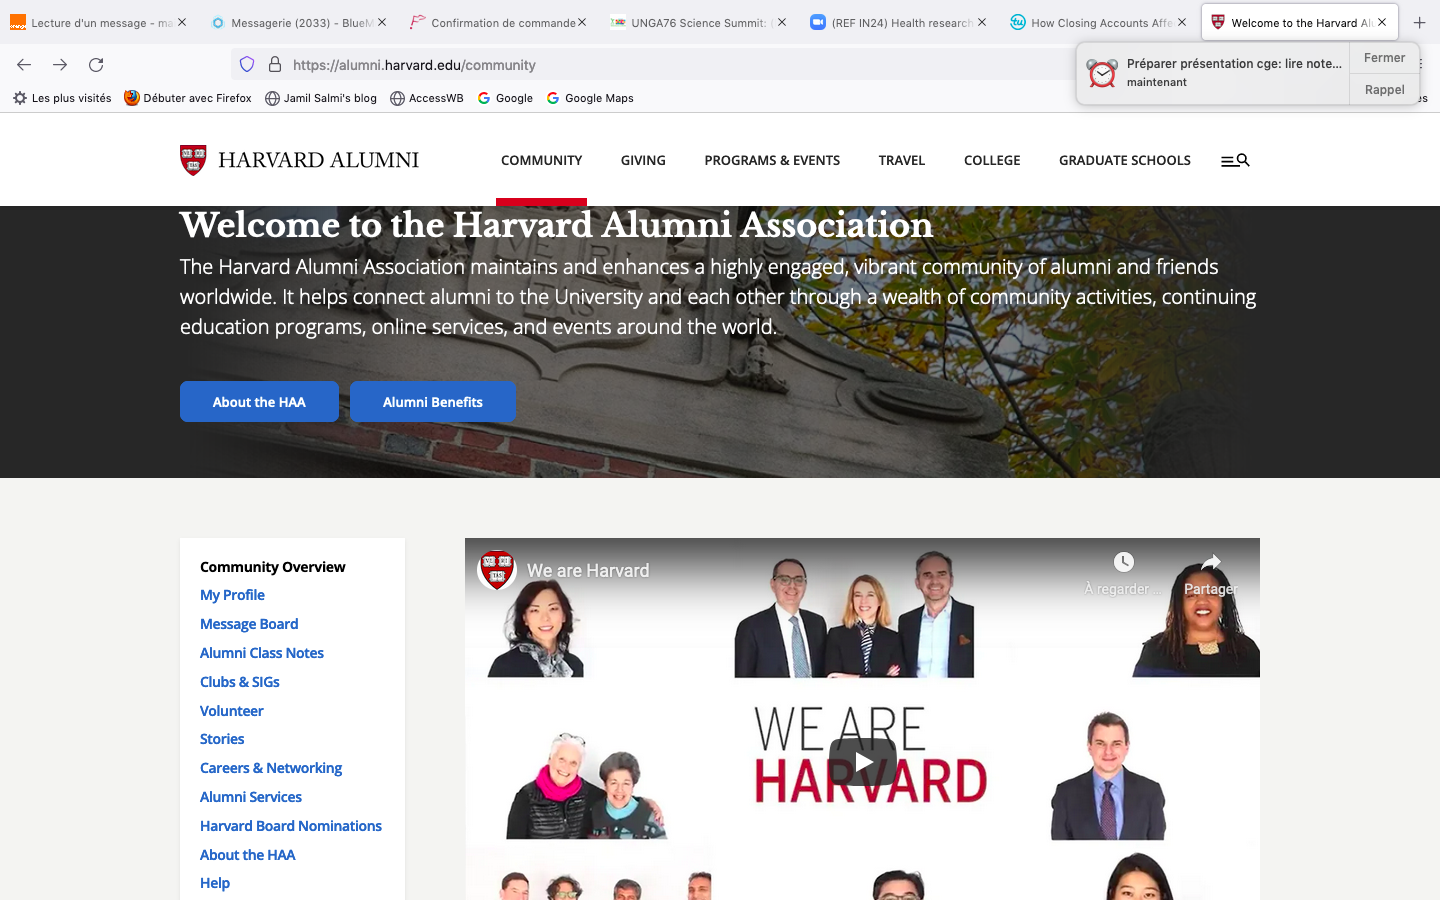 Lecture d'un message - ma
Messagerie (2033) - BlueM
Confirmation de commande
UNGA76 Science Summit:
(REF IN24) Health research
How Closing Accounts Affe
Welcome to the Harvard Alu
https://alumni.harvard.edu/community
Préparer présentation cge: lire note...
maintenant
Fermer
Rappel
Les plus visités
Débuter avec Firefox
Jamil Salmi's blog
AccessWB
Google
Google Maps
HARVARD ALUMNI
COMMUNITY
GIVING
PROGRAMS & EVENTS
TRAVEL
COLLEGE
GRADUATE SCHOOLS
Welcome to the Harvard Alumni Association
The Harvard Alumni Association maintains and enhances a highly engaged, vibrant community of alumni and friends
worldwide. It helps connect alumni to the University and each other through a wealth of community activities, continuing
education programs, online services, and events around the world.
About the HAA
Alumni Benefits
Community Overview
My Profile
Message Board
Alumni Class Notes
Clubs & SIGs
Volunteer
Stories
Careers & Networking
Alumni Services
Harvard Board Nominations
About the HAA
Help
We are Harvard
À regarder ...
Partager
WE ARE
HARVARD